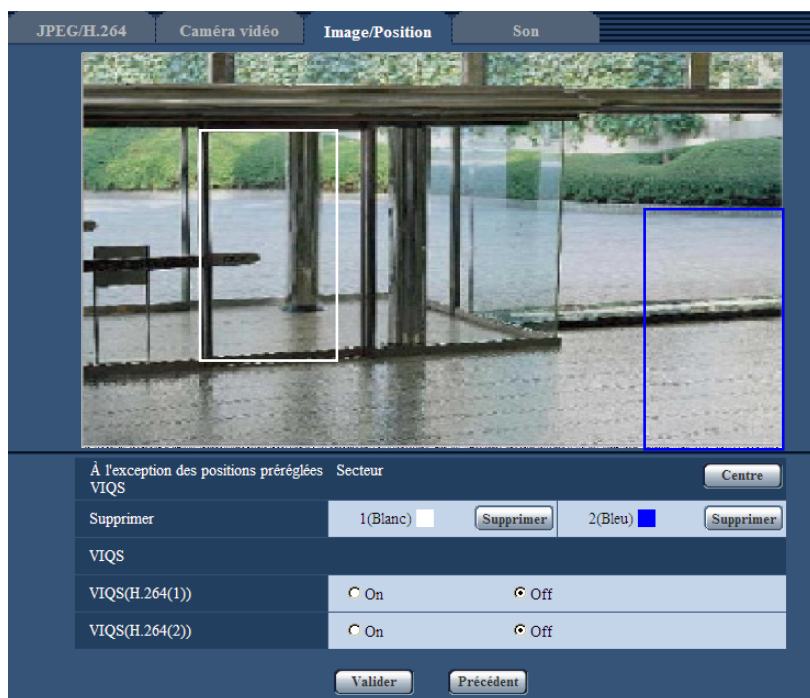 JPEG/H.264 Caméra vidéo Image/Position Son
À l'exception des positions préréglées VIQS Secteur Centre
Supprimer 1(Blanc) Supprimer 2(Bleu) Supprimer
VIQS
VIQS(H.264(1)) On Off
VIQS(H.264(2)) On Off
Valider Précédent